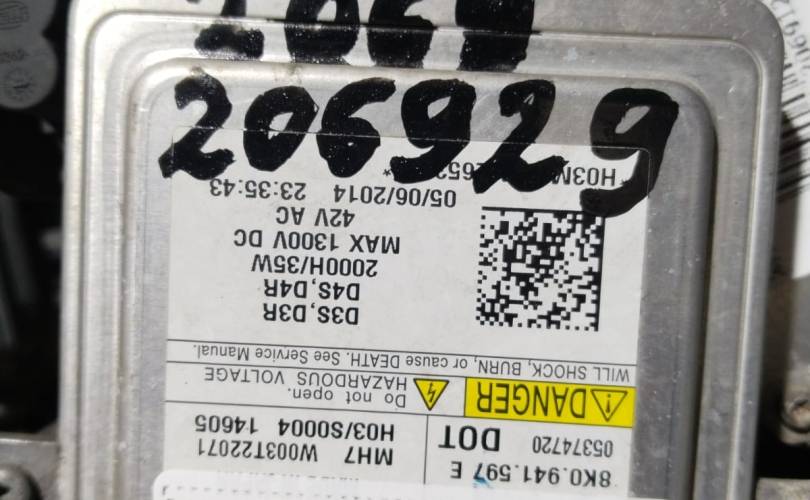 206929
8K0.941.597 E
05374720 DOT
MH7 W003T22071
H03/S0004 14605
DANGER
Do not open.
HAZARDOUS VOLTAGE
WILL SHOCK, BURN, or cause DEATH. See Service Manual.
D3S,D3R
D4S,D4R
2000H/35W
MAX 1300V DC
42V AC
05/06/2014 23:35:43